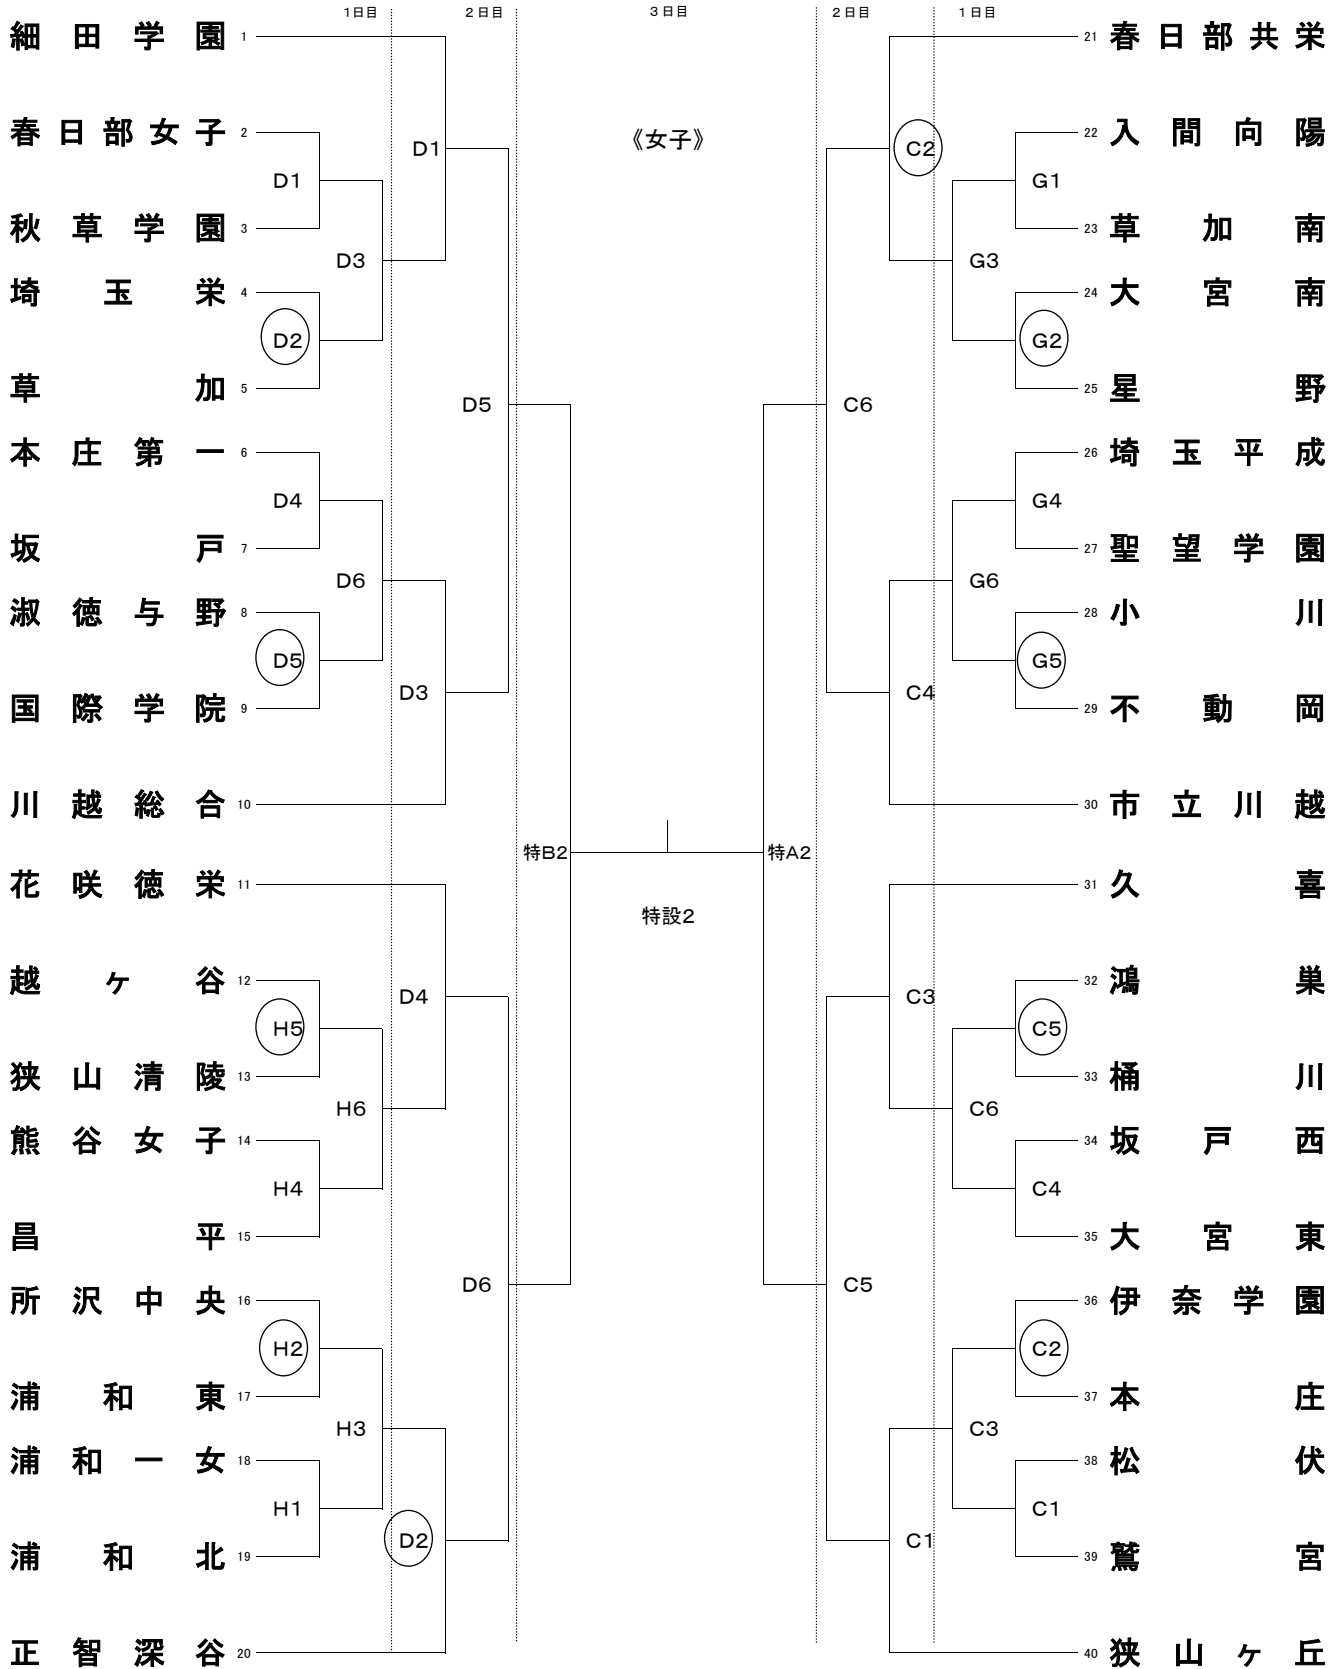 1日目 2日目 3日目 2日目 1日目
細田学園 1 21 春日部共栄
春日部女子 2 《女子》 22 入間向陽
D1 C2
D1 G1
秋草学園 3 23 草加南
D3 G3
埼玉栄 4 24 大宮南
D2 G2
草加 5 25 星野
D5 C6
本庄第一 6 26 埼玉平成
D4 G4
坂戸 7 27 聖望学園
D6 G6
淑徳与野 8 28 小川
D5 G5
D3 C4
国際学院 9 29 不動岡
川越総合 10 30 市立川越
特B2 特A2
花咲徳栄 11 31 久喜
特設2
越ヶ谷 12 32 鴻巣
D4 C3
H5 C5
狭山清陵 13 33 桶川
H6 C6
熊谷女子 14 34 坂戸西
H4 C4
昌平 15 35 大宮東
D6 C5
所沢中央 16 36 伊奈学園
H2 C2
浦和東 17 37 本庄
H3 C3
浦和一女 18 38 松伏
H1 C1
D2 C1
浦和北 19 39 鷲宮
正智深谷 20 40 狭山ヶ丘